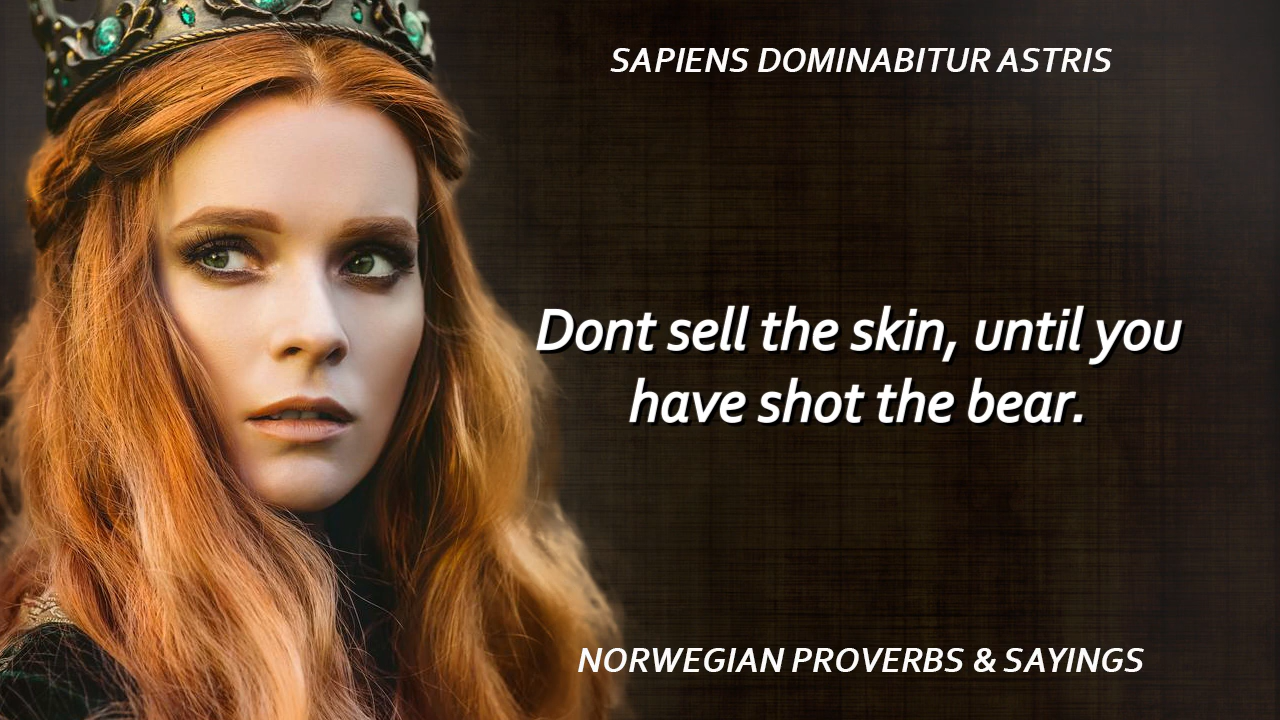 SAPIENS DOMINABITUR ASTRIS
Dont sell the skin, until you
have shot the bear.
NORWEGIAN PROVERBS & SAYINGS